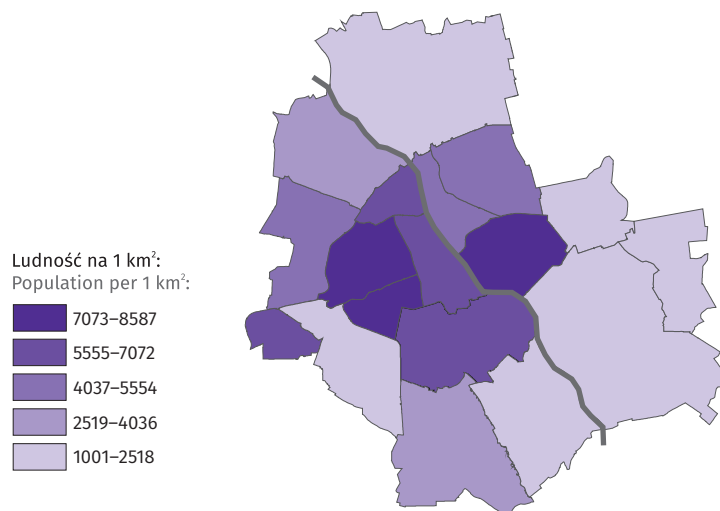 Ludność na 1 km²:
Population per 1 km²:
7073–8587
5555–7072
4037–5554
2519–4036
1001–2518